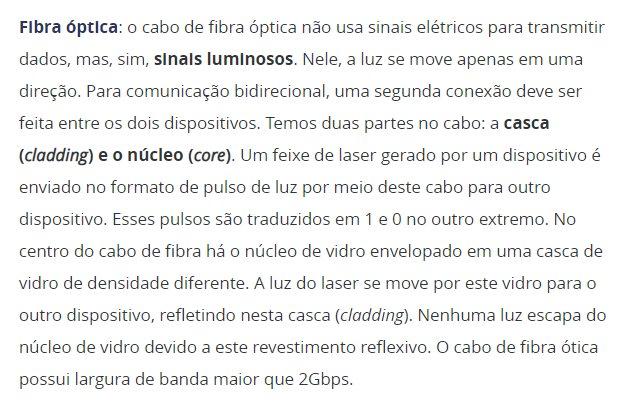 Fibra óptica: o cabo de fibra óptica não usa sinais elétricos para transmitir
dados, mas, sim, sinais luminosos. Nele, a luz se move apenas em uma
direção. Para comunicação bidirecional, uma segunda conexão deve ser
feita entre os dois dispositivos. Temos duas partes no cabo: a casca
(cladding) e o núcleo (core). Um feixe de laser gerado por um dispositivo é
enviado no formato de pulso de luz por meio deste cabo para outro
dispositivo. Esses pulsos são traduzidos em 1 e 0 no outro extremo. No
centro do cabo de fibra há o núcleo de vidro envelopado em uma casca de
vidro de densidade diferente. A luz do laser se move por este vidro para o
outro dispositivo, refletindo nesta casca (cladding). Nenhuma luz escapa do
núcleo de vidro devido a este revestimento reflexivo. O cabo de fibra ótica
possui largura de banda maior que 2Gbps.